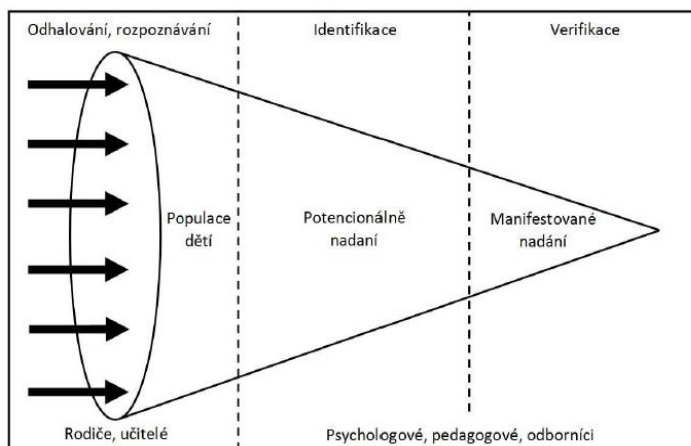 Odhalování, rozpoznávání
Identifikace
Verifikace
Populace
dětí
Potencionálně
nadaní
Manifestované
nadání
Rodiče, učitelé
Psychologové, pedagogové, odborníci